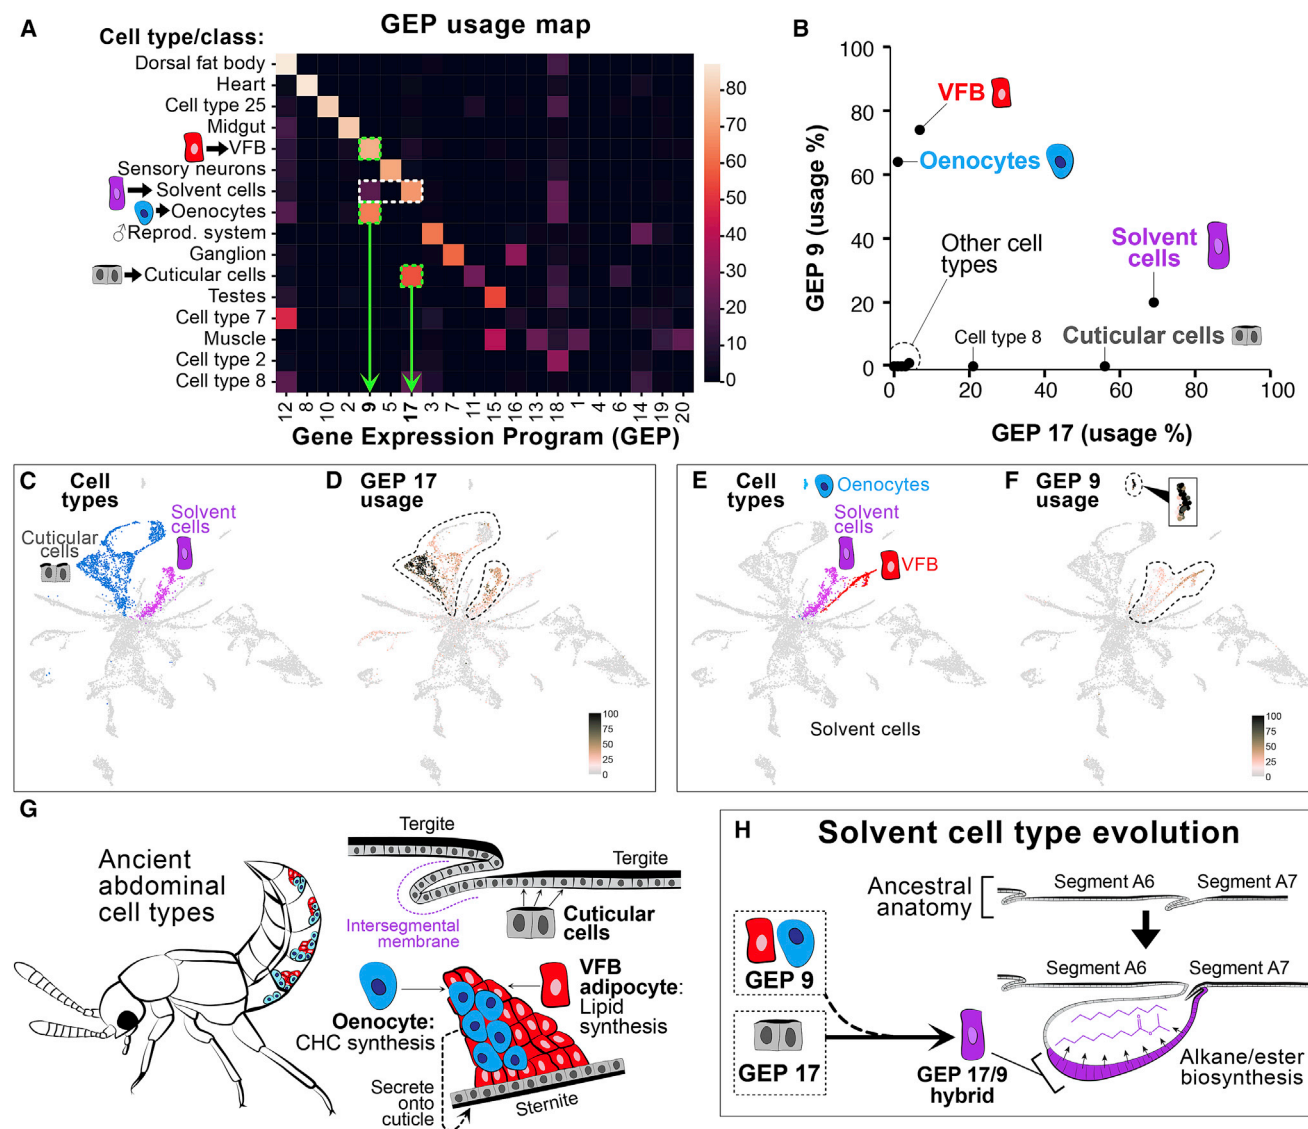 A
GEP usage map
Cell type/class:
Dorsal fat body
Heart
Cell type 25
Midgut
VFB
Sensory neurons
Solvent cells
Oenocytes
♂Reprod. system
Ganglion
Cuticular cells
Testes
Cell type 7
Muscle
Cell type 2
Cell type 8
80
70
60
50
40
30
20
10
0
12 8 10 2 9 5 17 3 7 11 15 16 13 18 1 4 6 14 19 20
Gene Expression Program (GEP)
B
100
80
60
40
20
0
GEP 9 (usage %)
VFB
Oenocytes
Other cell
types
Solvent
cells
Cell type 8
Cuticular cells
0 20 40 60 80 100
GEP 17 (usage %)
C
Cell
types
Solvent
cells
Cuticular
cells
D
GEP 17
usage
100
75
50
25
0
E
Cell
types
Oenocytes
Solvent
cells
VFB
Solvent cells
F
GEP 9
usage
100
75
50
25
0
G
Ancient
abdominal
cell types
Tergite
Tergite
Intersegmental
membrane
Cuticular
cells
Oenocyte:
CHC synthesis
VFB
adipocyte:
Lipid
synthesis
Secrete
onto
cuticle
Sternite
H
Solvent cell type evolution
Ancestral
anatomy
Segment A6
Segment A7
GEP 9
GEP 17
GEP 17/9
hybrid
Segment A6
Segment A7
Alkane/ester
biosynthesis